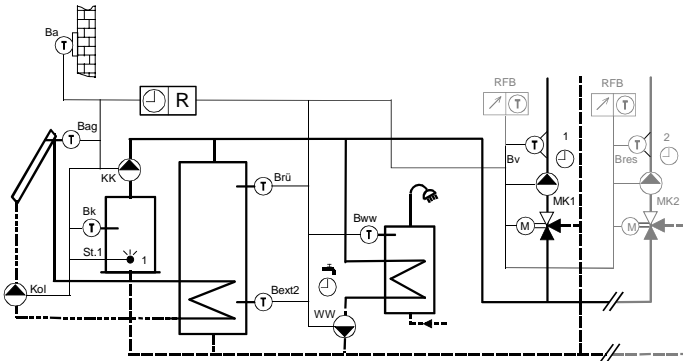 Ba
T
RFB
RFB
R
T
T
Bag
T
1
2
T
T
Bv
Bres
KK
Brü
T
MK1
MK2
Bk
T
Bww
T
M
M
St.1
1
Kol
Bext2
T
WW